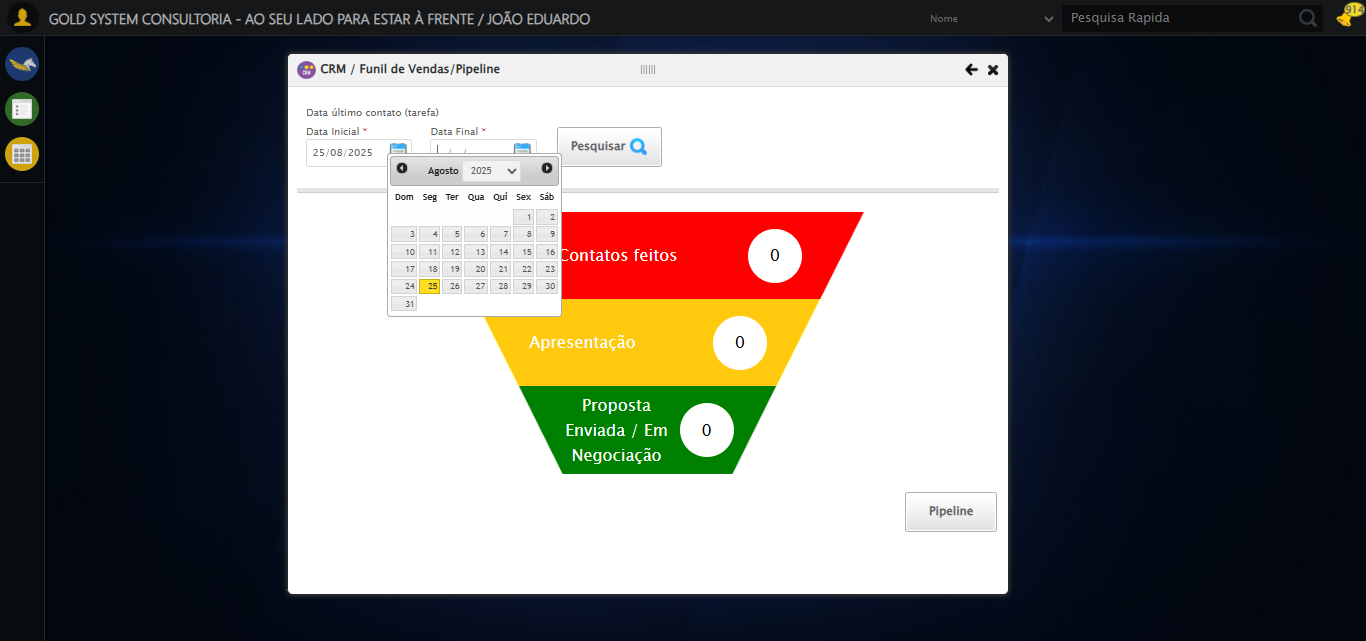 GOLD SYSTEM CONSULTORIA - AO SEU LADO PARA ESTAR À FRENTE / JOÃO EDUARDO
Nome
Pesquisa Rapida
914
CRM / Funil de Vendas/Pipeline
Data último contato (tarefa)
Data Inicial *
Data Final *
25/08/2025
_/_/
Pesquisar
Agosto 2025
Dom Seg Ter Qua Qui Sex Sáb
1 2
3 4 5 6 7 8 9
10 11 12 13 14 15 16
17 18 19 20 21 22 23
24 25 26 27 28 29 30
31
Contatos feitos 0
Apresentação 0
Proposta
Enviada / Em
Negociação
0
Pipeline